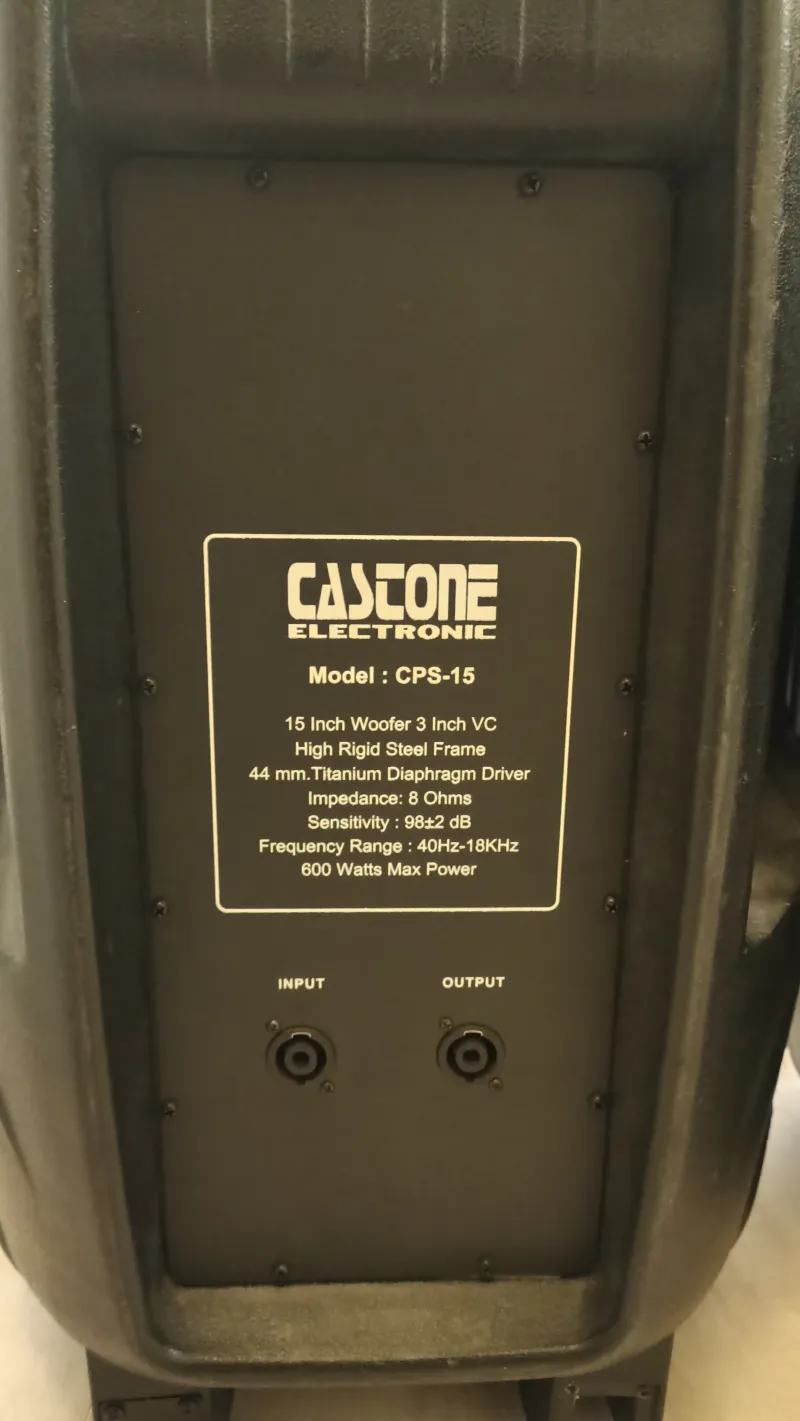 CASTONE
ELECTRONIC
Model : CPS-15
15 Inch Woofer 3 Inch VC
High Rigid Steel Frame
44 mm.Titanium Diaphragm Driver
Impedance: 8 Ohms
Sensitivity : 98±2 dB
Frequency Range : 40Hz-18KHz
600 Watts Max Power
INPUT OUTPUT